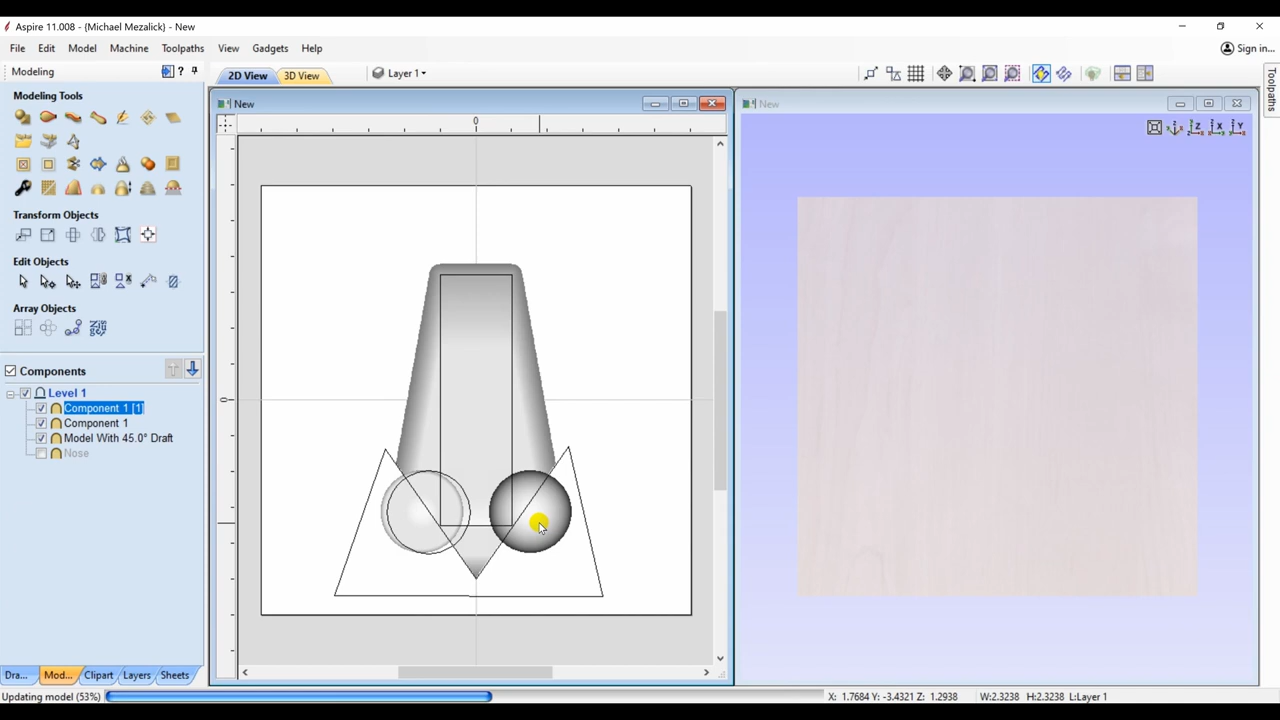 Aspire 11.008 - {Michael Mezalick} - New
File Edit Model Machine Toolpaths View Gadgets Help
Sign in...
Modeling
?
2D View
3D View
Layer 1
Toolpaths
Modeling Tools
New
New
0
Z X Y
0
Transform Objects
Edit Objects
Array Objects
Components
Level 1
Component 1 [1]
Component 1
Model With 45.0° Draft
Nose
Dra... Mod... Clipart Layers Sheets
Updating model (53%)
X: 1.7684 Y: -3.4321 Z: 1.2938
W:2.3238 H:2.3238 L:Layer 1